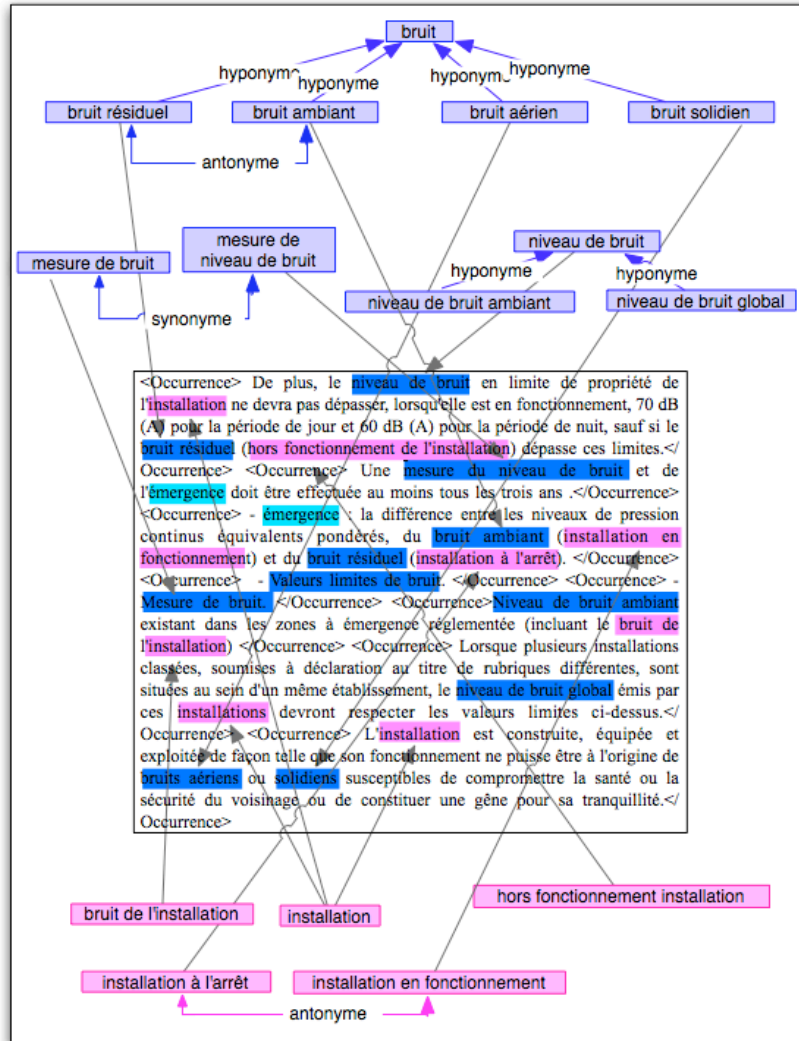 bruit
hyponyme
hyponyme
hyponyme
hyponyme
bruit résiduel
bruit ambiant
bruit aérien
bruit solidien
antonyme
mesure de bruit
mesure de
niveau de bruit
niveau de bruit
hyponyme
hyponyme
niveau de bruit ambiant
niveau de bruit global
synonyme
<Occurrence> De plus, le niveau de bruit en limite de propriété de
l'installation ne devra pas dépasser, lorsqu'elle est en fonctionnement, 70 dB
(A) pour la période de jour et 60 dB (A) pour la période de nuit, sauf si le
bruit résiduel (hors fonctionnement de l'installation) dépasse ces limites.</
Occurrence> <Occurrence> Une mesure du niveau de bruit et de
l'émergence doit être effectuée au moins tous les trois ans .</Occurrence>
<Occurrence> - émergence : la différence entre les niveaux de pression
continus équivalents pondérés, du bruit ambiant (installation en
fonctionnement) et du bruit résiduel (installation à l'arrêt). </Occurrence>
<Occurrence> - Valeurs limites de bruit. </Occurrence> <Occurrence> -
Mesure de bruit. </Occurrence> <Occurrence>Niveau de bruit ambiant
existant dans les zones à émergence réglementée (incluant le bruit de
l'installation) </Occurrence> <Occurrence> Lorsque plusieurs installations
classées, soumises à déclaration au titre de rubriques différentes, sont
situées au sein d'un même établissement, le niveau de bruit global émis par
ces installations devront respecter les valeurs limites ci-dessus.</
Occurrence> <Occurrence> L'installation est construite, équipée et
exploitée de façon telle que son fonctionnement ne puisse être à l'origine de
bruits aériens ou solidiens susceptibles de compromettre la santé ou la
sécurité du voisinage ou de constituer une gêne pour sa tranquillité.</
Occurrence>
bruit de l'installation
installation
hors fonctionnement installation
installation à l'arrêt
installation en fonctionnement
antonyme